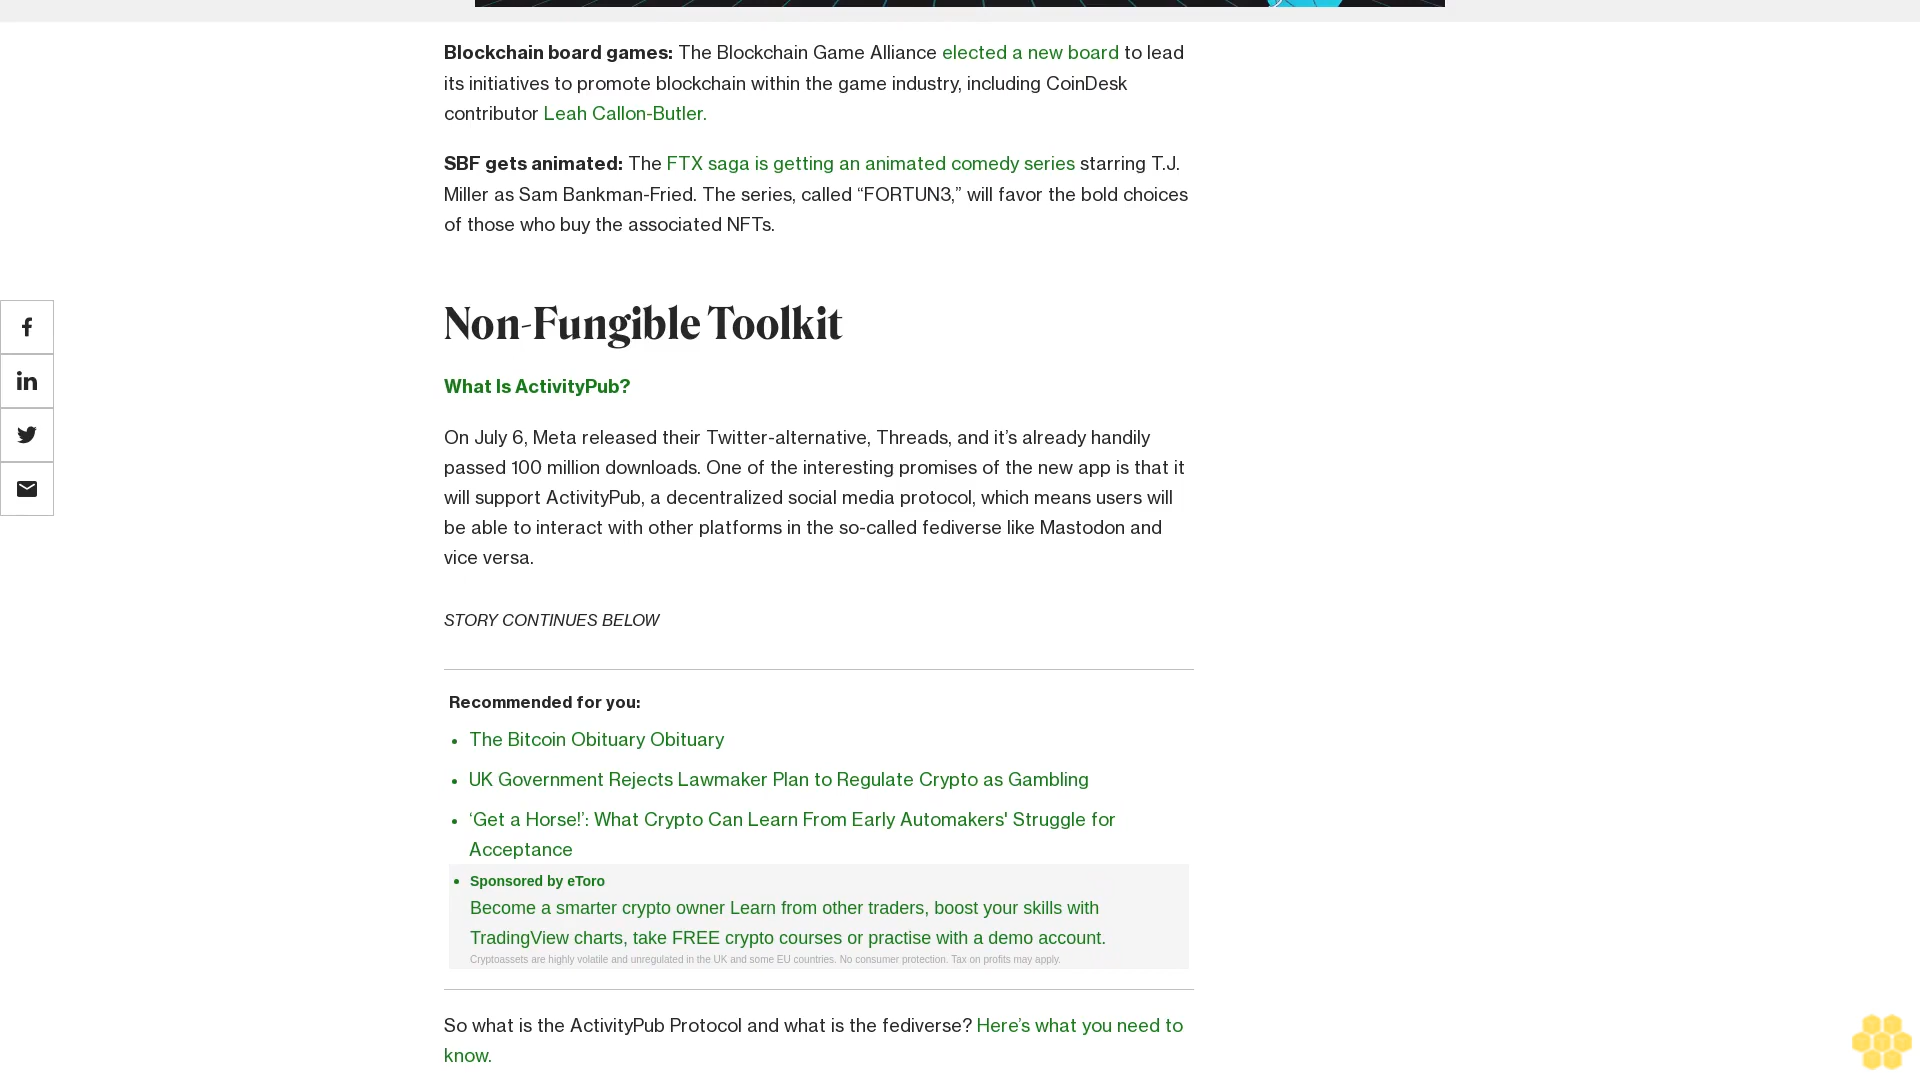 Blockchain board games: The Blockchain Game Alliance elected a new board to lead
its initiatives to promote blockchain within the game industry, including CoinDesk
contributor Leah Callon-Butler.
SBF gets animated: The FTX saga is getting an animated comedy series starring T.J.
Miller as Sam Bankman-Fried. The series, called “FORTUN3,” will favor the bold choices
of those who buy the associated NFTs.
Non-Fungible Toolkit
What Is ActivityPub?
On July 6, Meta released their Twitter-alternative, Threads, and it’s already handily
passed 100 million downloads. One of the interesting promises of the new app is that it
will support ActivityPub, a decentralized social media protocol, which means users will
be able to interact with other platforms in the so-called fediverse like Mastodon and
vice versa.
STORY CONTINUES BELOW
Recommended for you:
• The Bitcoin Obituary Obituary
• UK Government Rejects Lawmaker Plan to Regulate Crypto as Gambling
• ‘Get a Horse!’: What Crypto Can Learn From Early Automakers' Struggle for
Acceptance
• Sponsored by eToro
Become a smarter crypto owner Learn from other traders, boost your skills with
TradingView charts, take FREE crypto courses or practise with a demo account.
Cryptoassets are highly volatile and unregulated in the UK and some EU countries. No consumer protection. Tax on profits may apply.
So what is the ActivityPub Protocol and what is the fediverse? Here’s what you need to
know.